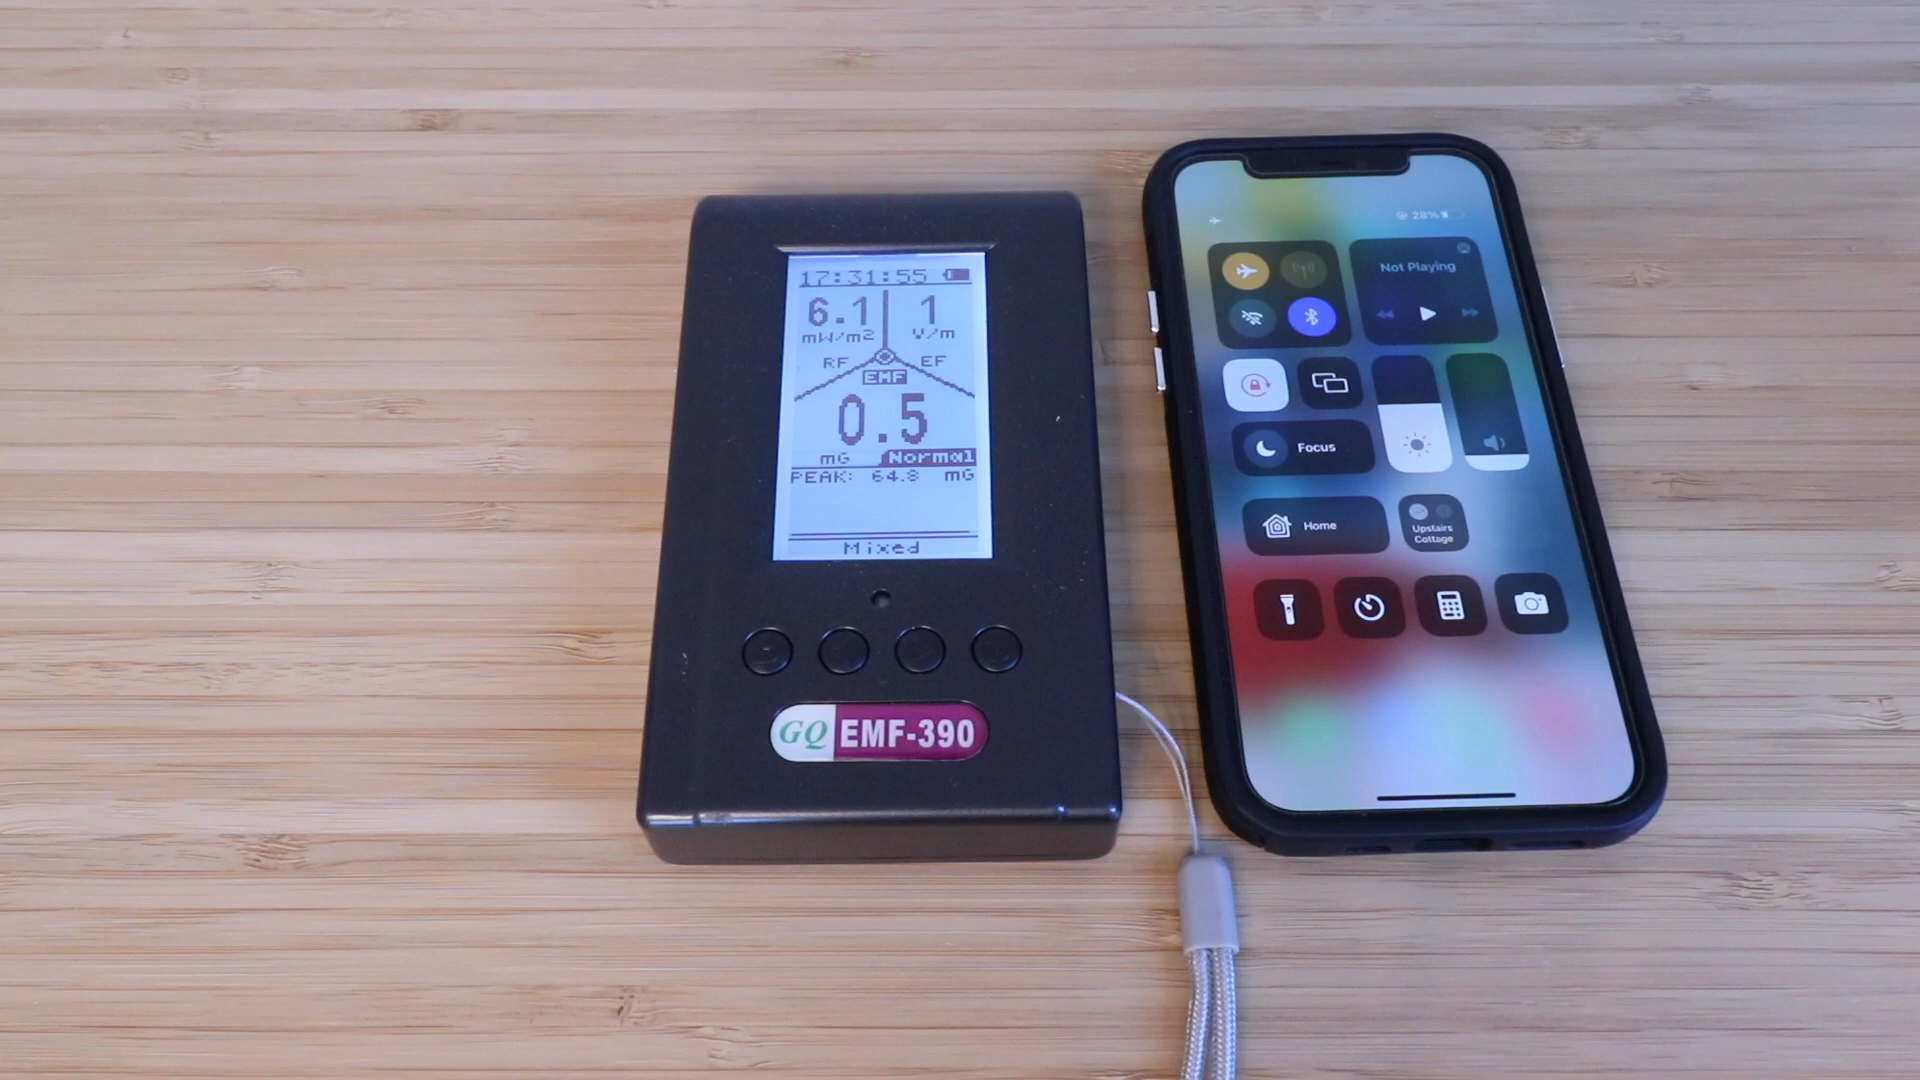 17:31:55
6.1 1
mW/m2 V/m
RF EF
EMF
0.5
mG Normal
PEAK: 64.8 mG
Mixed
GQ EMF-390
28%
Not Playing
Focus
Home
Upstairs
Cottage